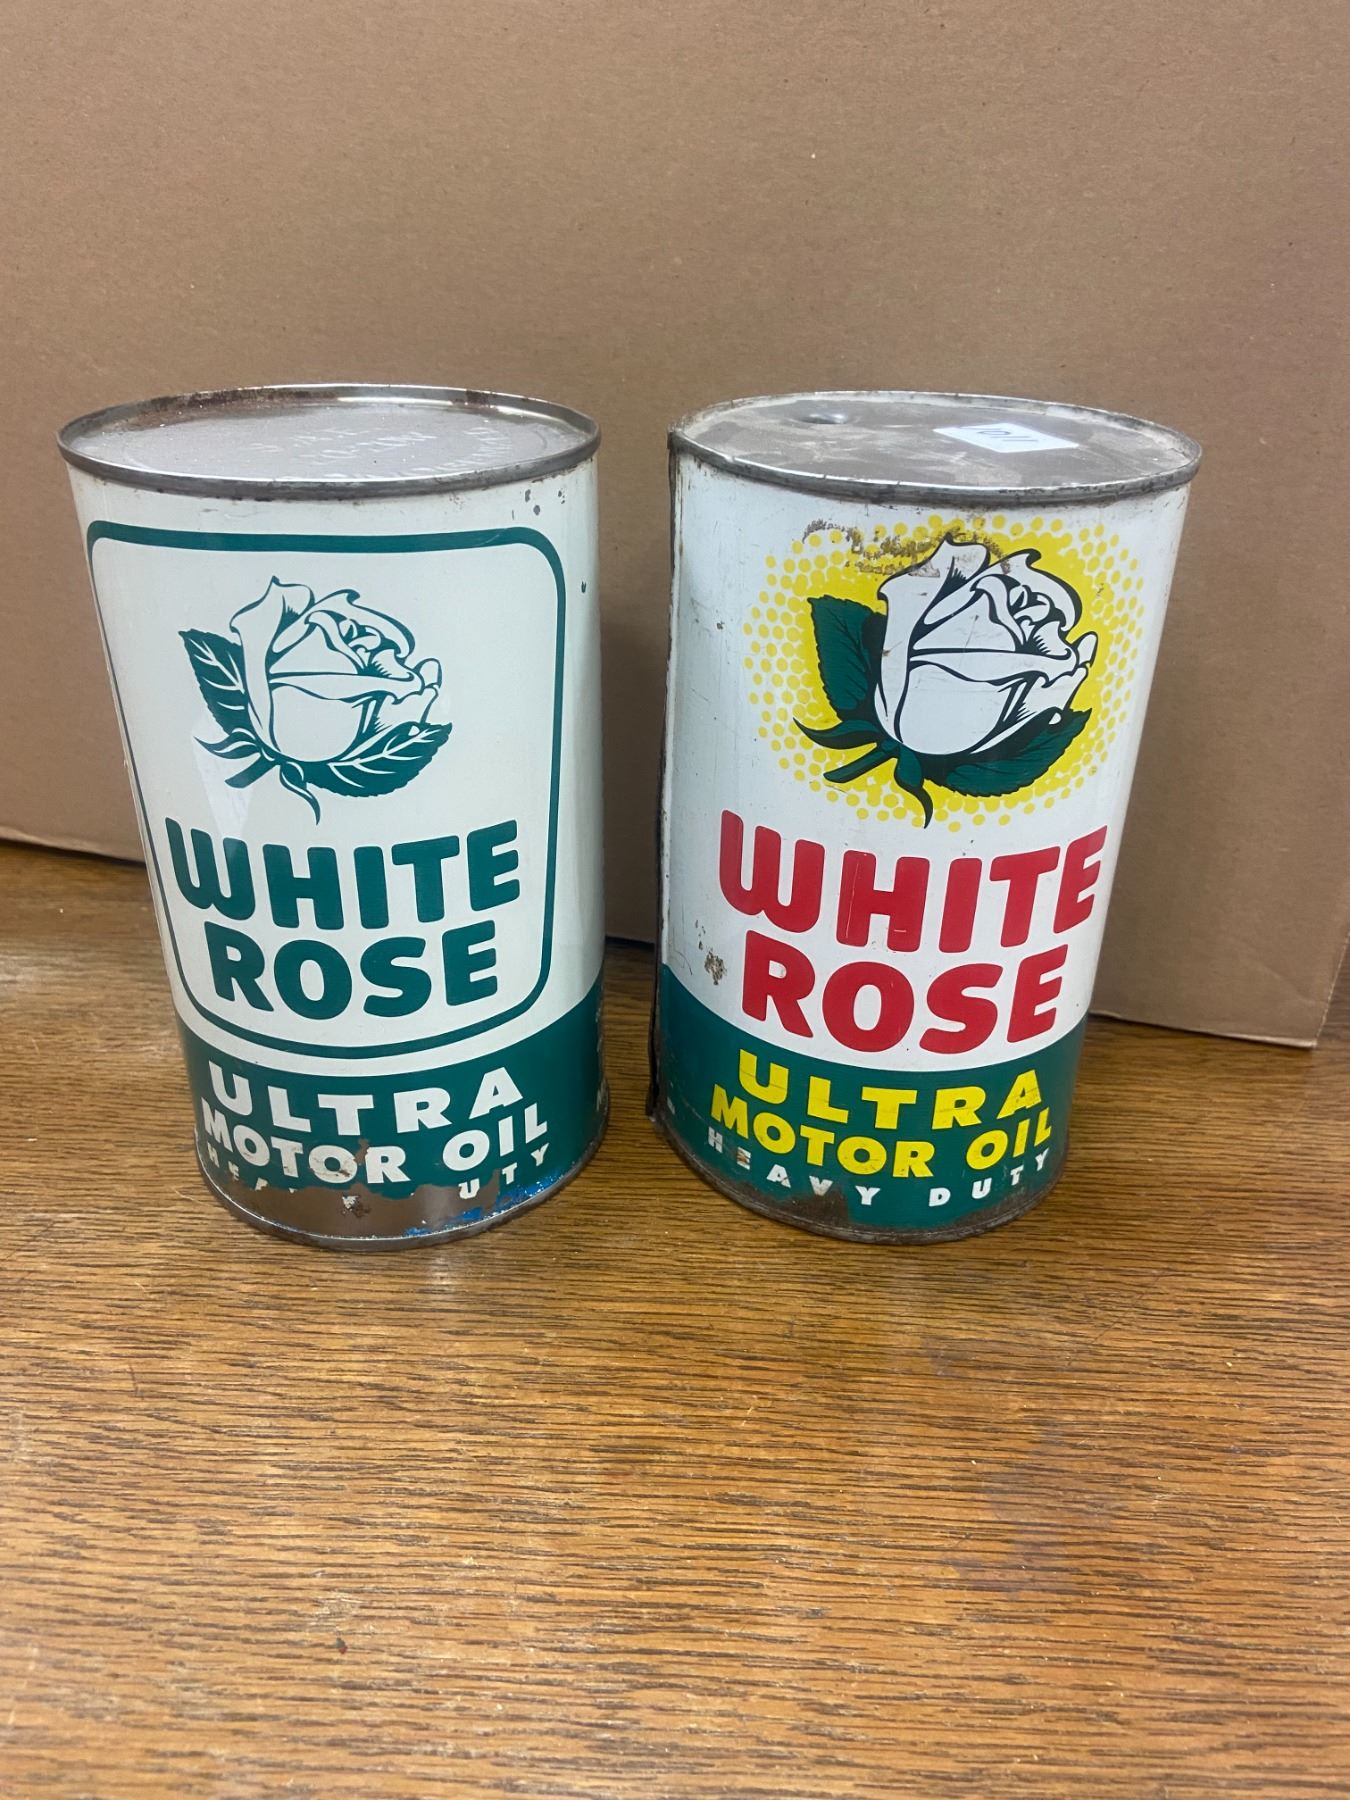 WHITE
ROSE
ULTRA
MOTOR OIL
WHITE
ROSE
ULTRA
MOTOR OIL
HEAVY DUTY